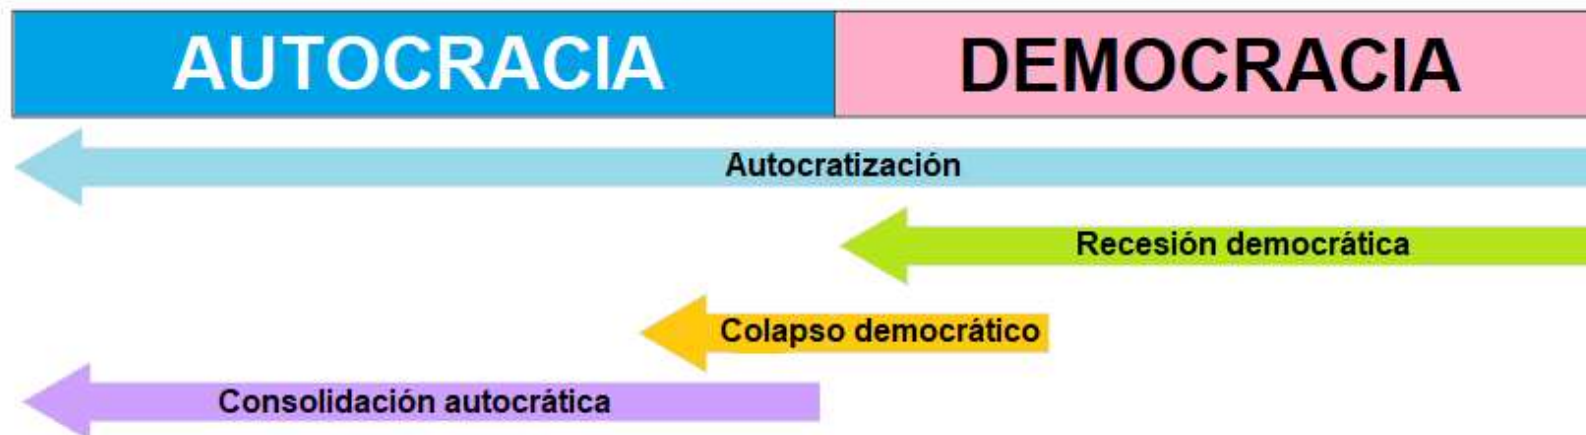 AUTOCRACIA
DEMOCRACIA
Autocratización
Recesión democrática
Colapso democrático
Consolidación autocrática